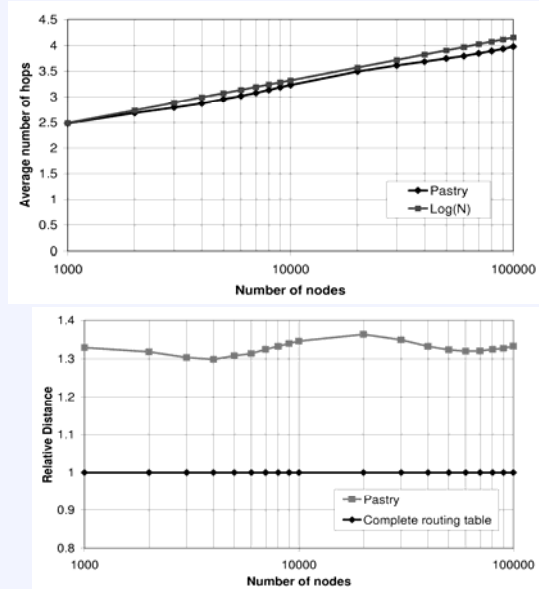 4.5
4
3.5
3
2.5
2
1.5
1
0.5
0
Average number of hops
Pastry
Log(N)
1000 10000 100000
Number of nodes
1.4
1.3
1.2
1.1
1
0.9
0.8
Relative Distance
Pastry
Complete routing table
1000 10000 100000
Number of nodes